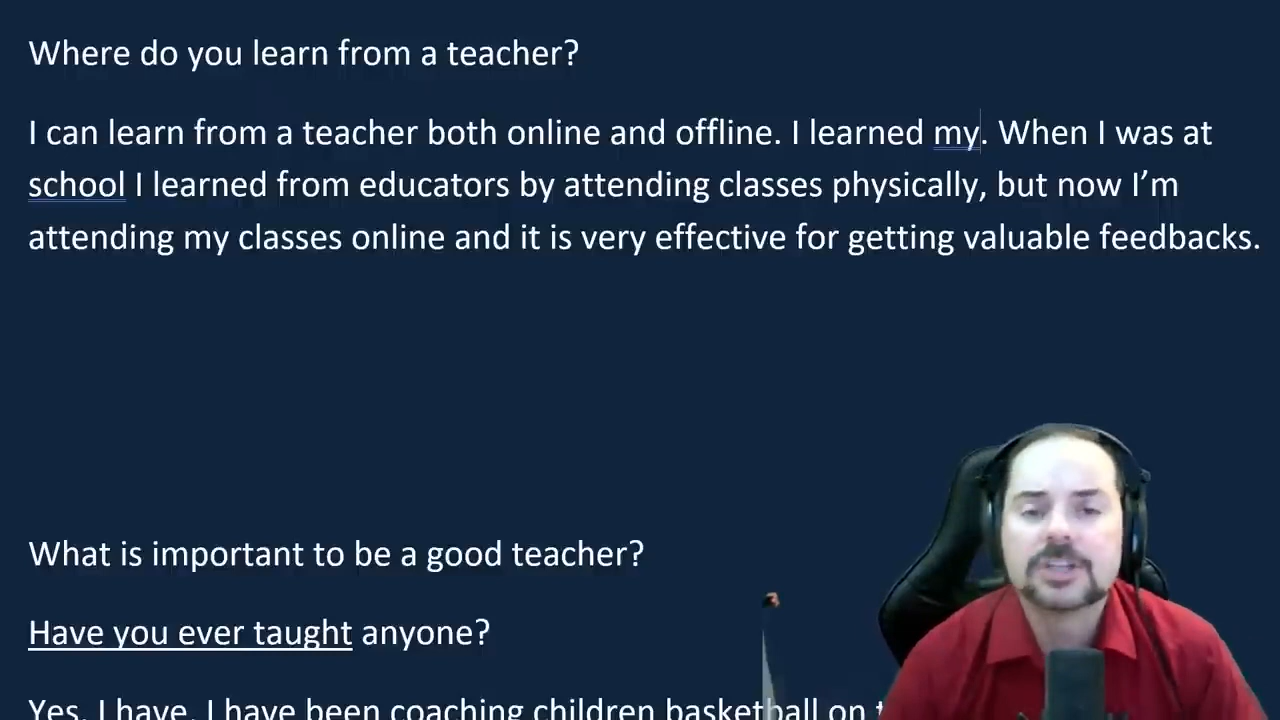 Where do you learn from a teacher?
I can learn from a teacher both online and offline. I learned my. When I was at
school I learned from educators by attending classes physically, but now I’m
attending my classes online and it is very effective for getting valuable feedbacks.
What is important to be a good teacher?
Have you ever taught anyone?
Yes, I have. I have been coaching children basketball on